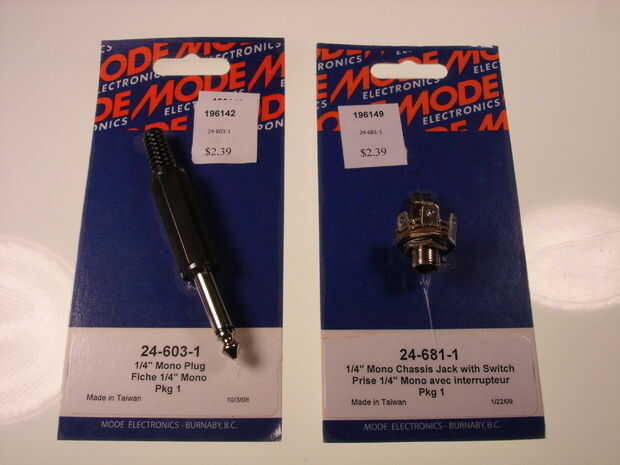 MODE
ELECTRONICS
196142
24-603-1
$2.39
24-603-1
1/4" Mono Plug
Fiche 1/4" Mono
Pkg 1
Made in Taiwan
MODE ELECTRONICS - BURNABY, B.C.
MODE
ELECTRONICS
196149
24-681-1
$2.39
24-681-1
1/4" Mono Chassis Jack with Switch
Prise 1/4" Mono avec interrupteur
Pkg 1
Made in Taiwan 1/22/09
MODE ELECTRONICS - BURNABY, B.C.